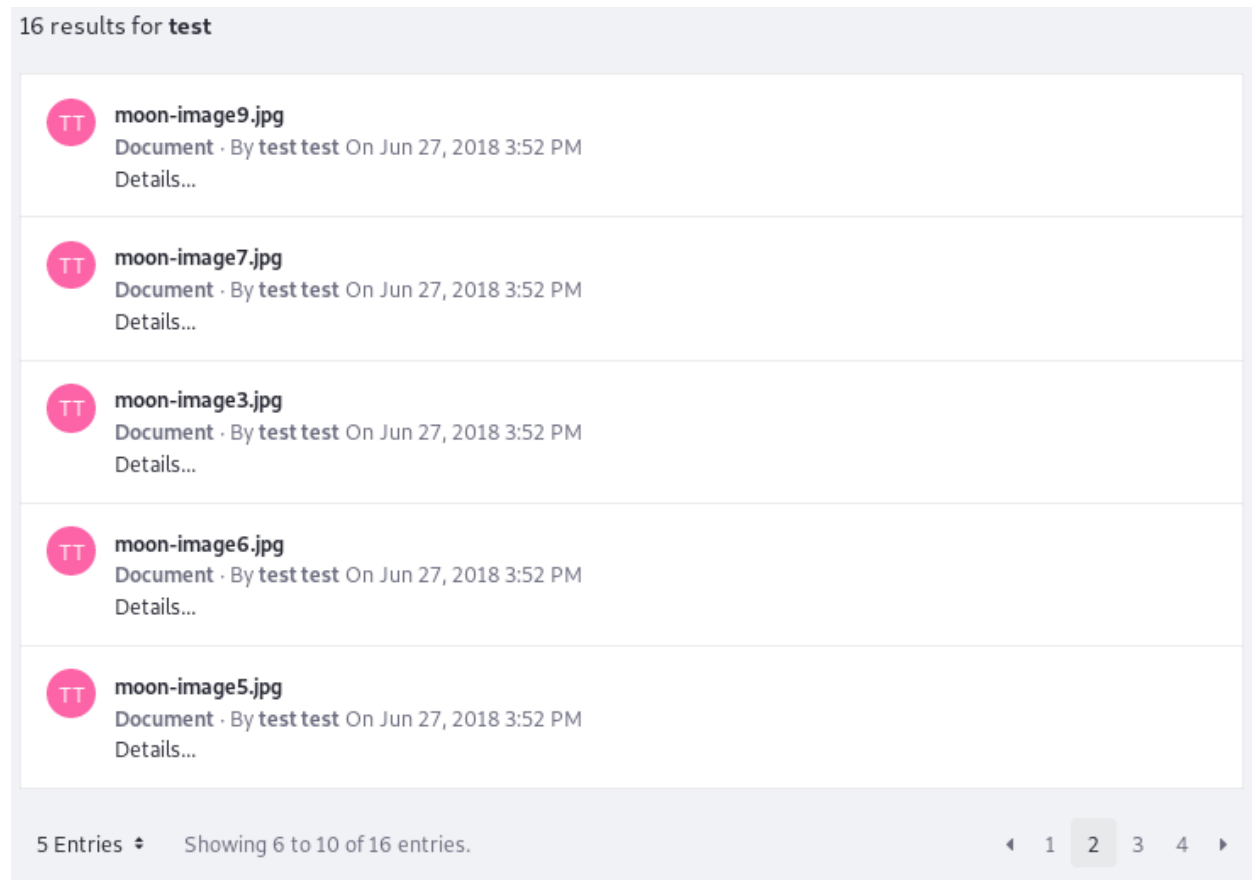 16 results for test
TT
moon-image9.jpg
Document · By test test On Jun 27, 2018 3:52 PM
Details...
TT
moon-image7.jpg
Document · By test test On Jun 27, 2018 3:52 PM
Details...
TT
moon-image3.jpg
Document · By test test On Jun 27, 2018 3:52 PM
Details...
TT
moon-image6.jpg
Document · By test test On Jun 27, 2018 3:52 PM
Details...
TT
moon-image5.jpg
Document · By test test On Jun 27, 2018 3:52 PM
Details...
5 Entries Showing 6 to 10 of 16 entries. 1 2 3 4